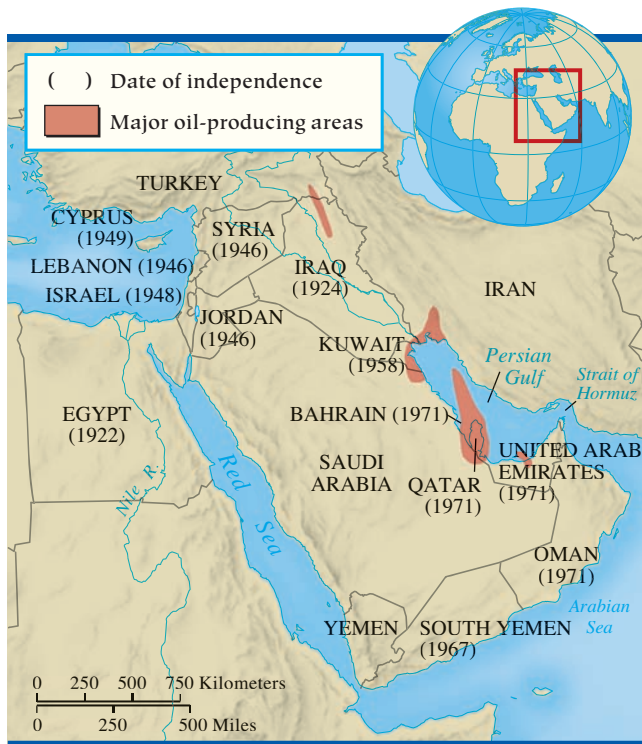 ( ) Date of independence
Major oil-producing areas
TURKEY
CYPRUS
(1949)
SYRIA
(1946)
LEBANON (1946)
IRAQ
(1924)
ISRAEL (1948)
IRAN
JORDAN
(1946)
KUWAIT
(1958)
Persian
Gulf
Strait of
Hormuz
EGYPT
(1922)
BAHRAIN (1971)
Nile R.
Red Sea
SAUDI
ARABIA
QATAR
(1971)
UNITED ARAB
EMIRATES
(1971)
OMAN
(1971)
Arabian
Sea
YEMEN
SOUTH YEMEN
(1967)
0 250 500 750 Kilometers
0 250 500 Miles